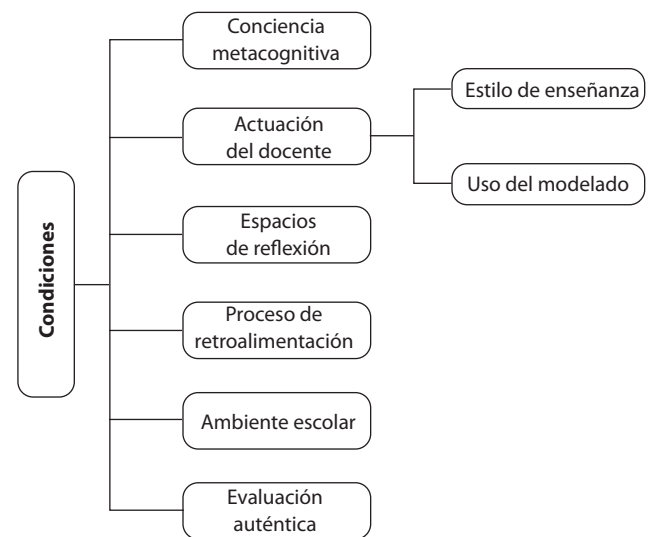 Condiciones
Conciencia
metacognitiva
Actuación
del docente
Estilo de enseñanza
Uso del modelado
Espacios
de reflexión
Proceso de
retroalimentación
Ambiente escolar
Evaluación
auténtica